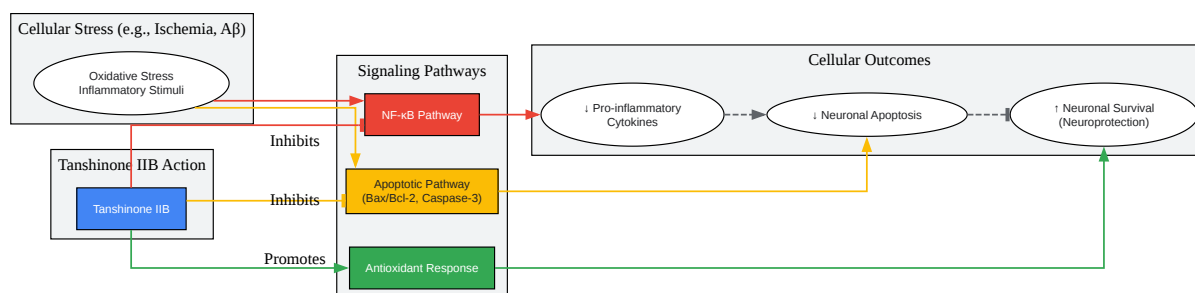 Cellular Stress (e.g., Ischemia, Aβ)
Oxidative Stress
Inflammatory Stimuli
Tanshinone IIB Action
Tanshinone IIB
Inhibits
Inhibits
Promotes
Signaling Pathways
NF-κB Pathway
Apoptotic Pathway
(Bax/Bcl-2, Caspase-3)
Antioxidant Response
Cellular Outcomes
↓ Pro-inflammatory
Cytokines
↓ Neuronal Apoptosis
↑ Neuronal Survival
(Neuroprotection)